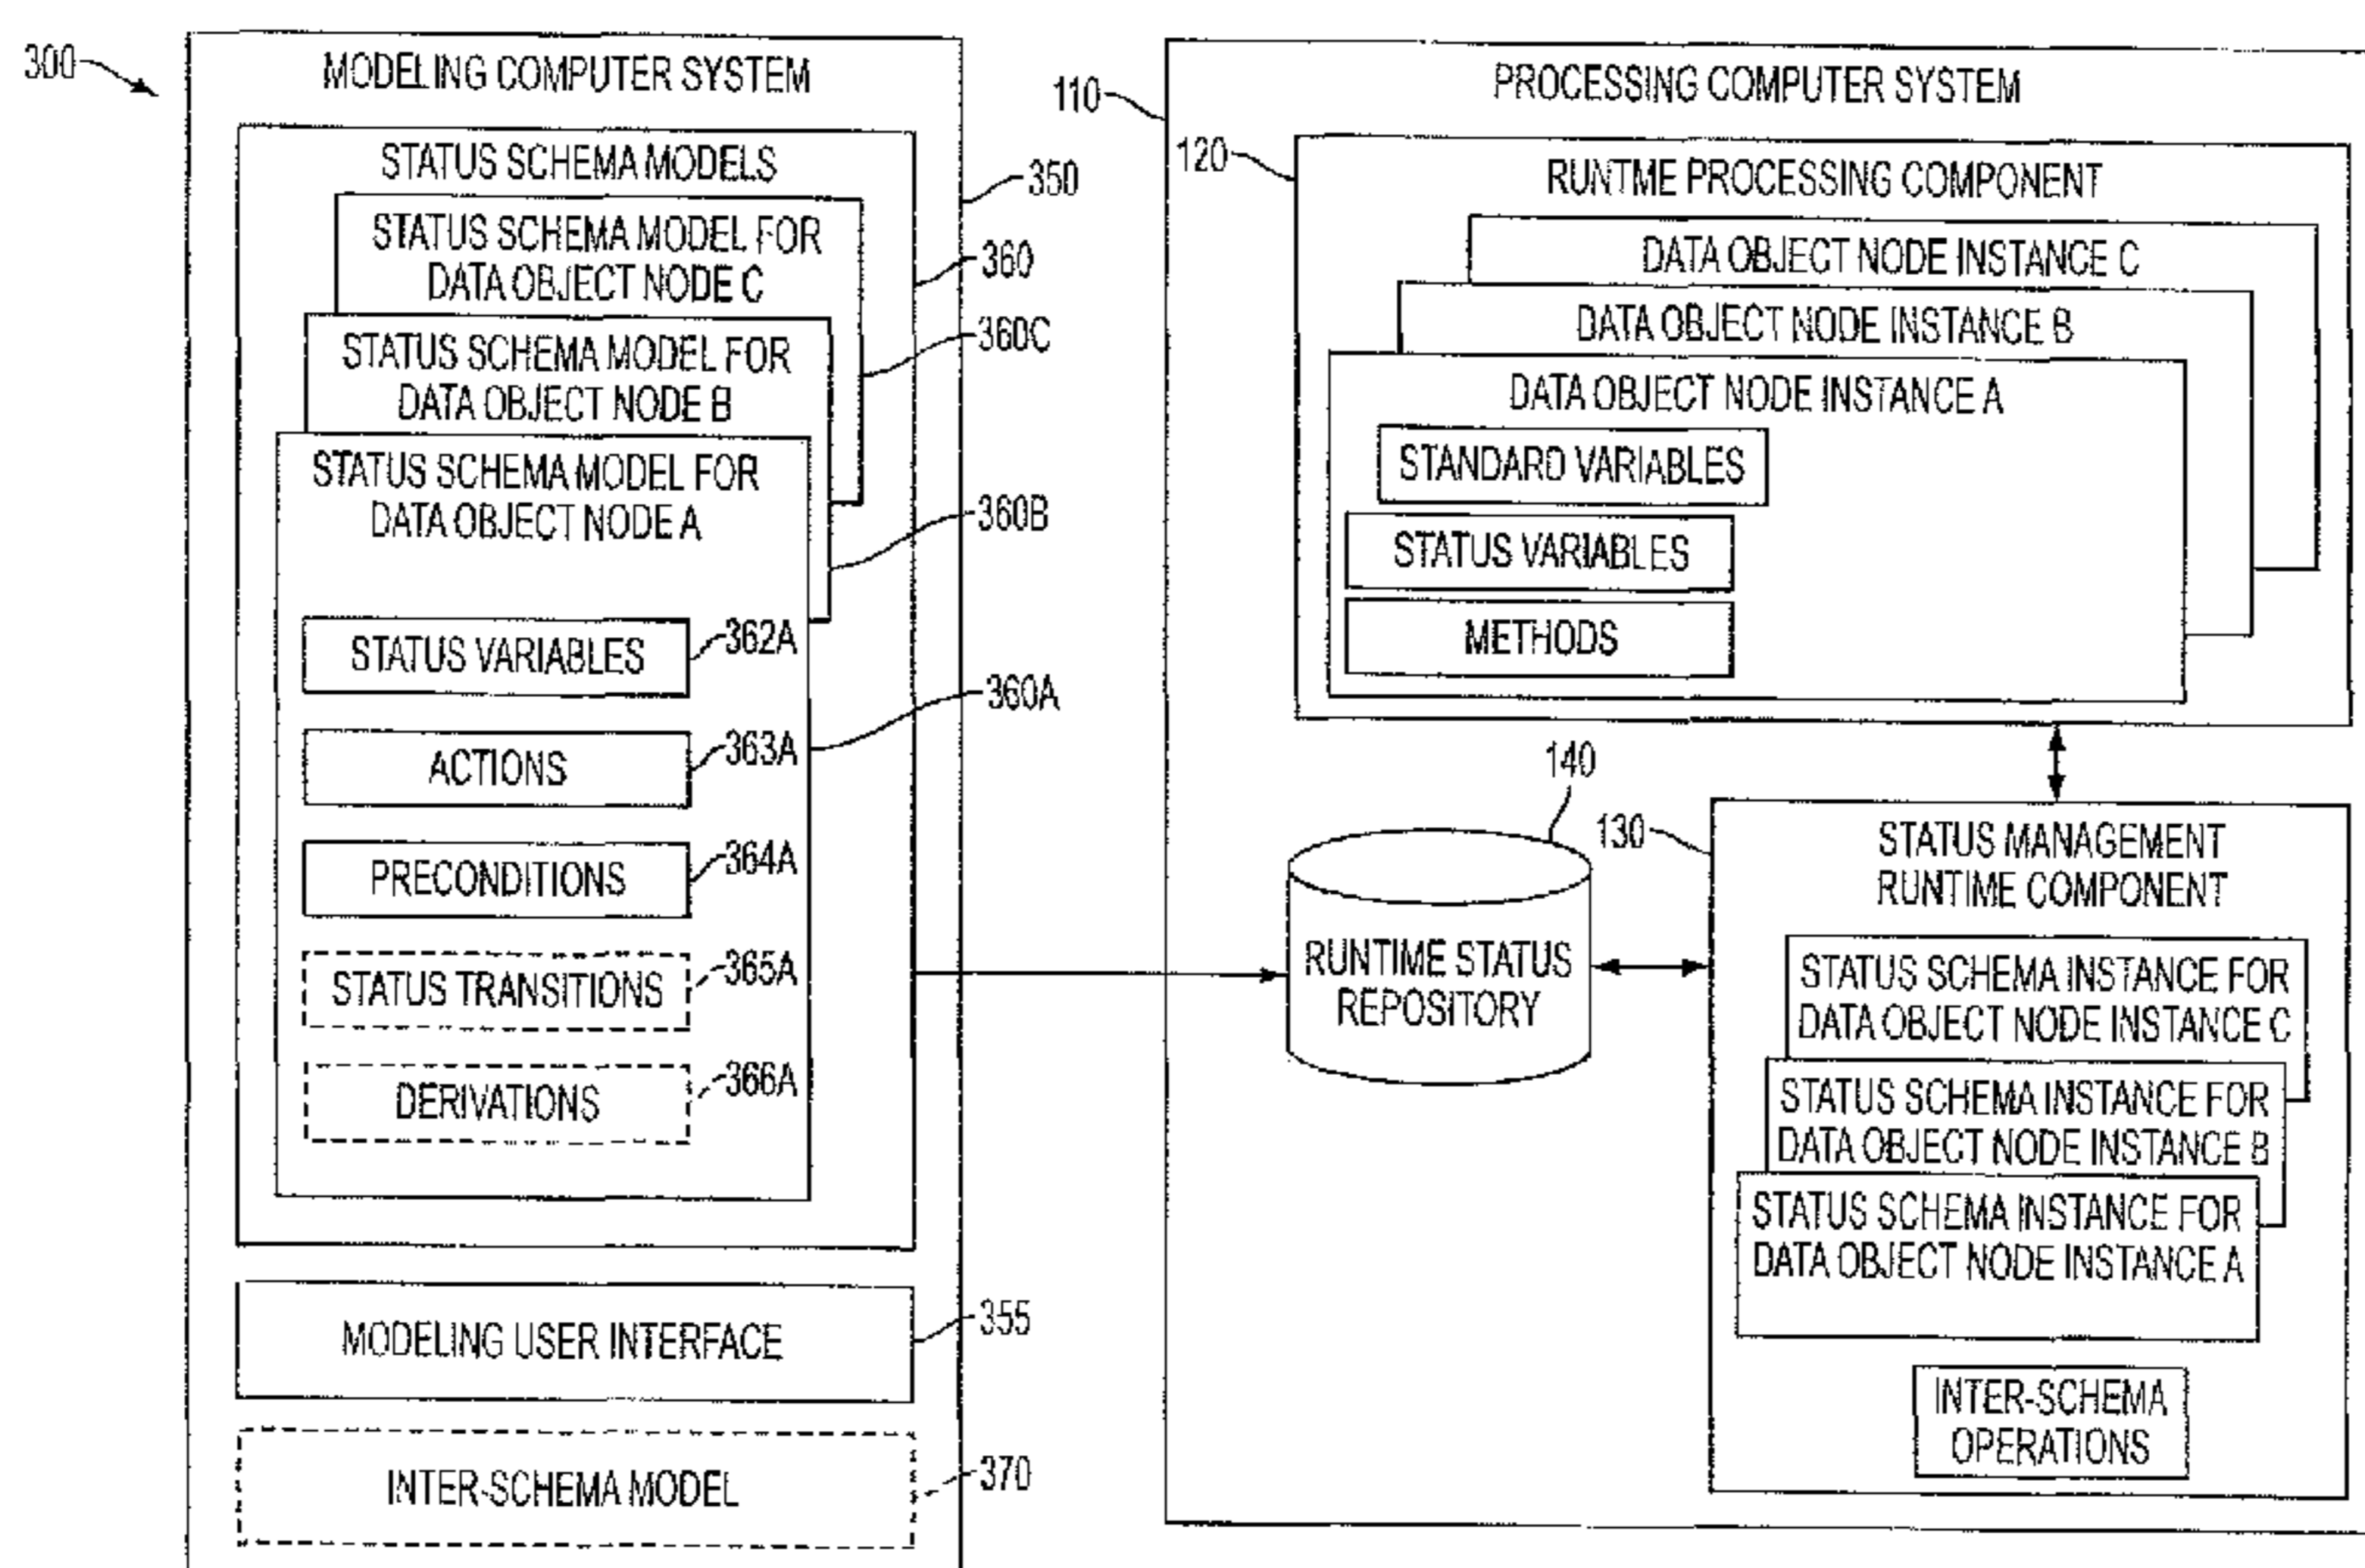 300
MODELING COMPUTER SYSTEM
STATUS SCHEMA MODELS
350
STATUS SCHEMA MODEL FOR
DATA OBJECT NODE C
360
360C
STATUS SCHEMA MODEL FOR
DATA OBJECT NODE B
STATUS SCHEMA MODEL FOR
DATA OBJECT NODE A
360B
STATUS VARIABLES
362A
360A
ACTIONS
363A
PRECONDITIONS
364A
STATUS TRANSITIONS
365A
DERIVATIONS
366A
MODELING USER INTERFACE
355
INTER-SCHEMA MODEL
370
110
PROCESSING COMPUTER SYSTEM
120
RUNTME PROCESSING COMPONENT
DATA OBJECT NODE INSTANCE C
DATA OBJECT NODE INSTANCE B
DATA OBJECT NODE INSTANCE A
STANDARD VARIABLES
STATUS VARIABLES
METHODS
140
RUNTIME STATUS
REPOSITORY
130
STATUS MANAGEMENT
RUNTIME COMPONENT
STATUS SCHEMA INSTANCE FOR
DATA OBJECT NODE INSTANCE C
STATUS SCHEMA INSTANCE FOR
DATA OBJECT NODE INSTANCE B
STATUS SCHEMA INSTANCE FOR
DATA OBJECT NODE INSTANCE A
INTER-SCHEMA
OPERATIONS